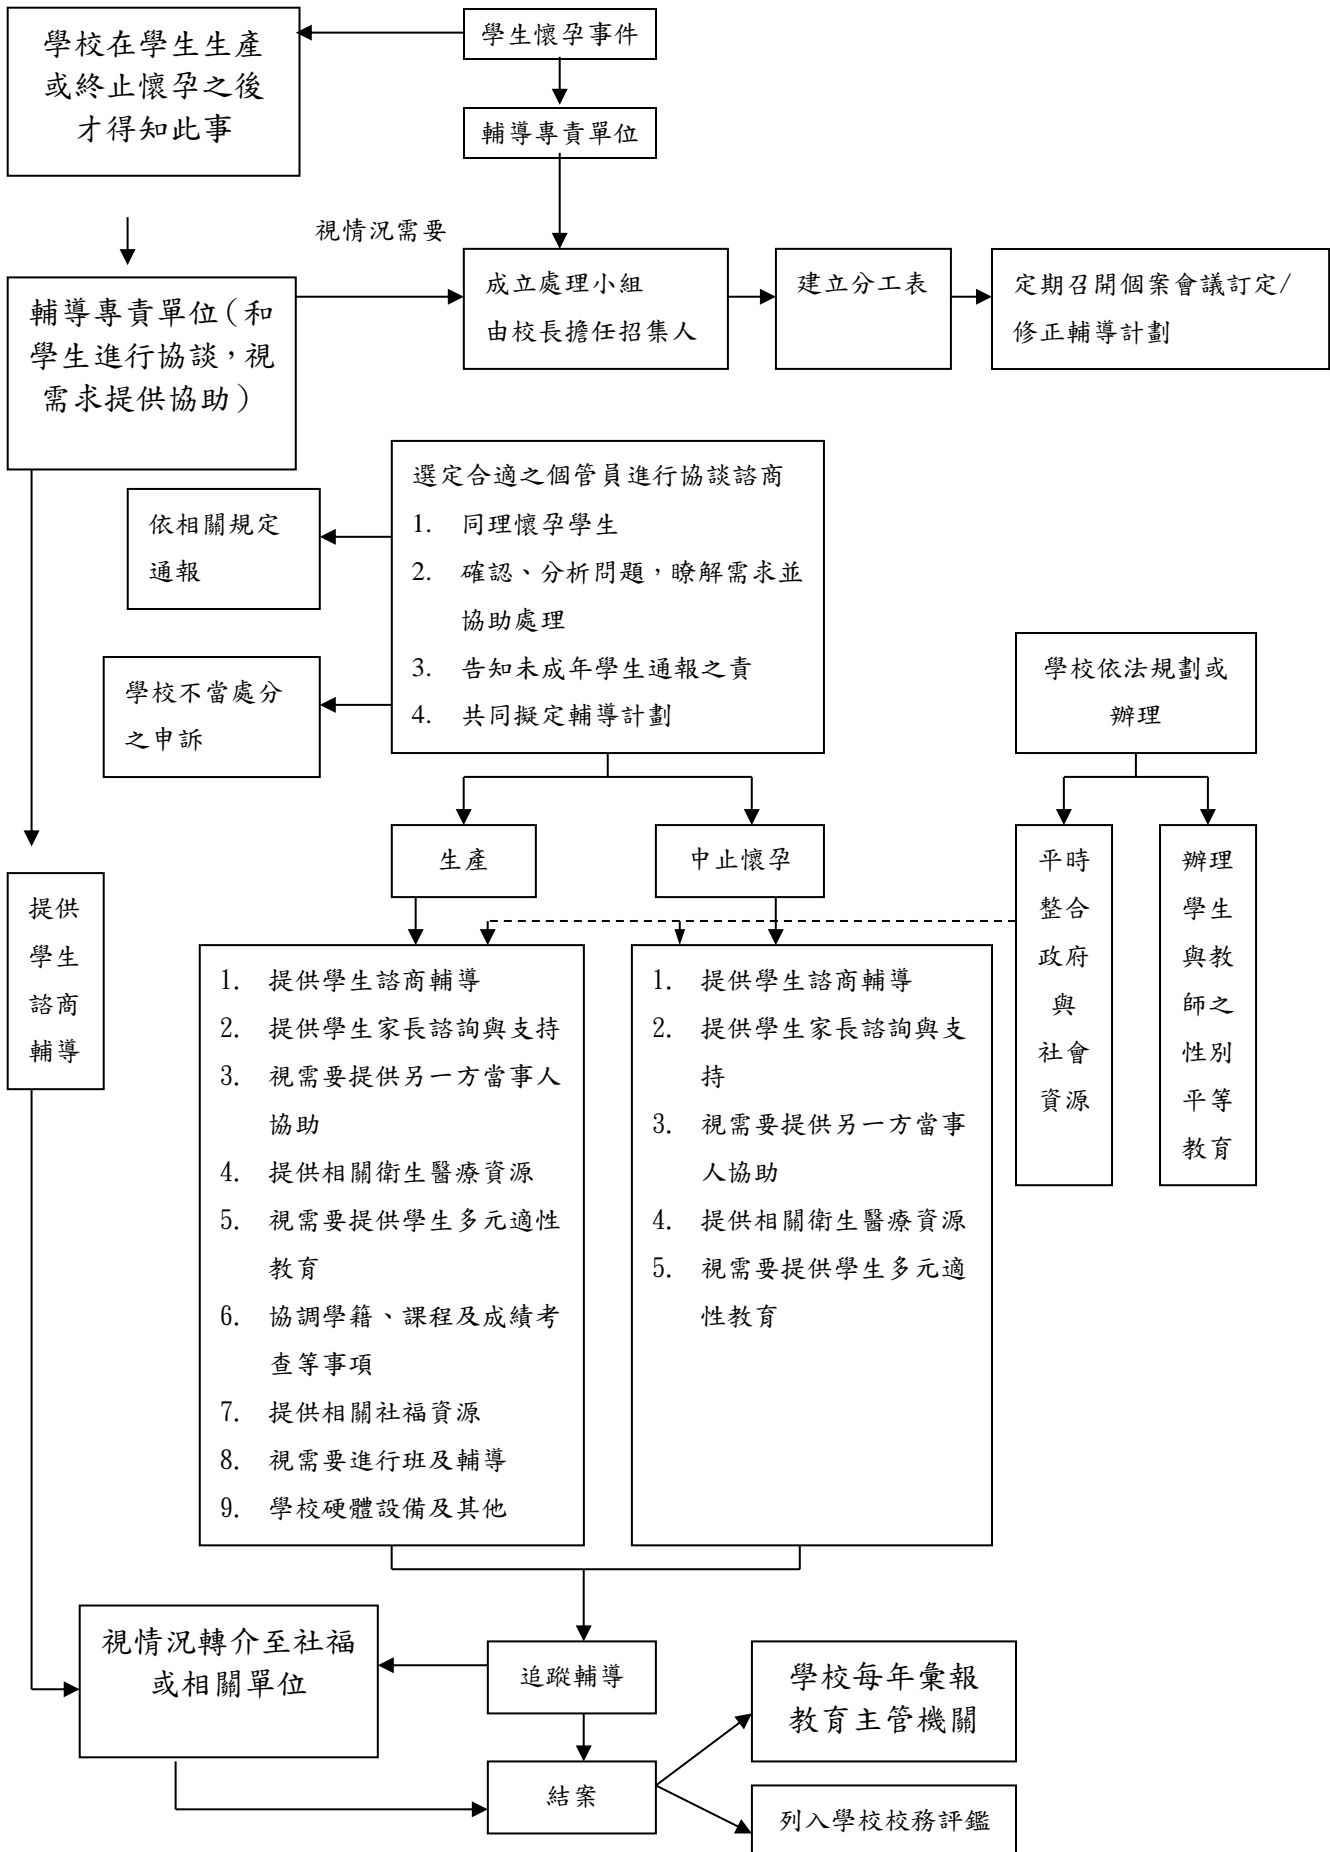 學生懷孕事件
學校在學生生產
或終止懷孕之後
才得知此事
輔導專責單位
視情況需要
輔導專責單位(和
學生進行協談,視
需求提供協助)
成立處理小組
由校長擔任招集人
建立分工表
定期召開個案會議訂定/
修正輔導計劃
選定合適之個管員進行協談諮商
1. 同理懷孕學生
2. 確認、分析問題,瞭解需求並
協助處理
3. 告知未成年學生通報之責
4. 共同擬定輔導計劃
依相關規定
通報
學校不當處分
之申訴
學校依法規劃或
辦理
生產
中止懷孕
平時
整合
政府
與
社會
資源
辦理
學生
與教
師之
性別
平等
教育
提供
學生
諮商
輔導
1. 提供學生諮商輔導
2. 提供學生家長諮詢與支持
3. 視需要提供另一方當事人
協助
4. 提供相關衛生醫療資源
5. 視需要提供學生多元適性
教育
6. 協調學籍、課程及成績考
查等事項
7. 提供相關社福資源
8. 視需要進行班及輔導
9. 學校硬體設備及其他
1. 提供學生諮商輔導
2. 提供學生家長諮詢與支
持
3. 視需要提供另一方當事
人協助
4. 提供相關衛生醫療資源
5. 視需要提供學生多元適
性教育
視情況轉介至社福
或相關單位
追蹤輔導
學校每年彙報
教育主管機關
結案
列入學校校務評鑑